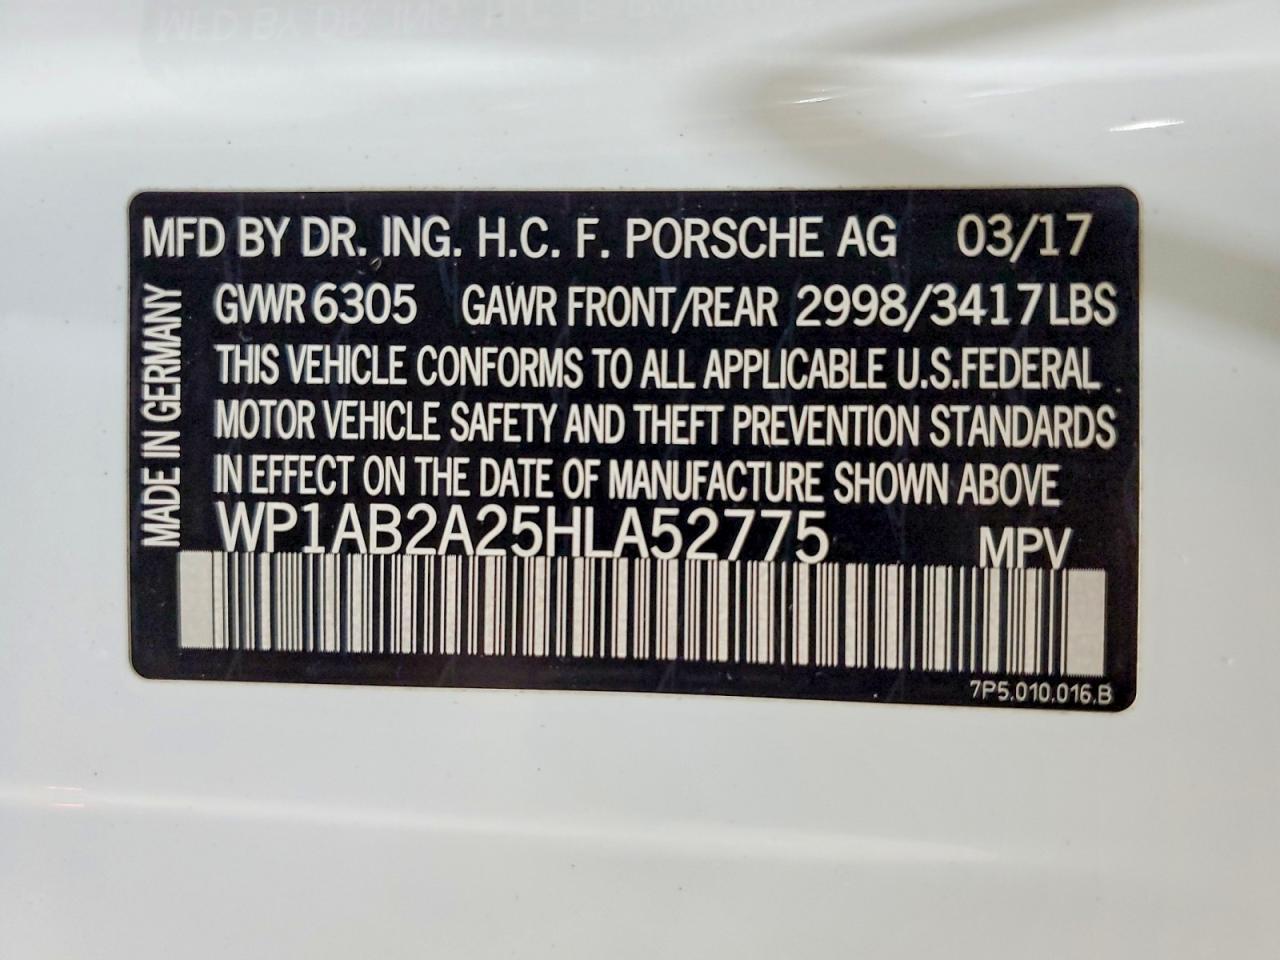 MFD BY DR. ING. H.C. F. PORSCHE AG 03/17
MADE IN GERMANY
GVWR 6305 GAWR FRONT/REAR 2998/3417LBS
THIS VEHICLE CONFORMS TO ALL APPLICABLE U.S.FEDERAL
MOTOR VEHICLE SAFETY AND THEFT PREVENTION STANDARDS
IN EFFECT ON THE DATE OF MANUFACTURE SHOWN ABOVE
WP1AB2A25HLA52775 MPV
7P5.010.016.B